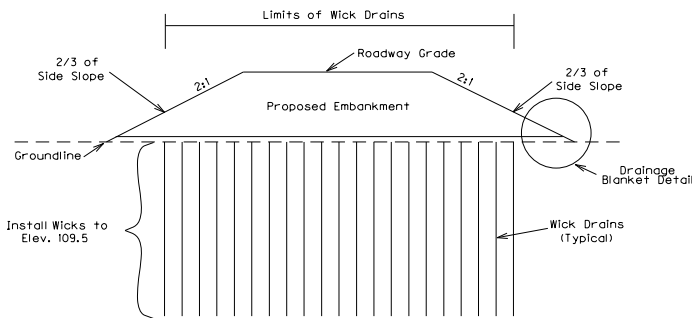 Limits of Wick Drains
2/3 of
Side Slope
2:1
Roadway Grade
2:1
2/3 of
Side Slope
Proposed Embankment
Groundline
Drainage
Blanket Detail
Install Wicks to
Elev. 109.5
Wick Drains
(Typical)